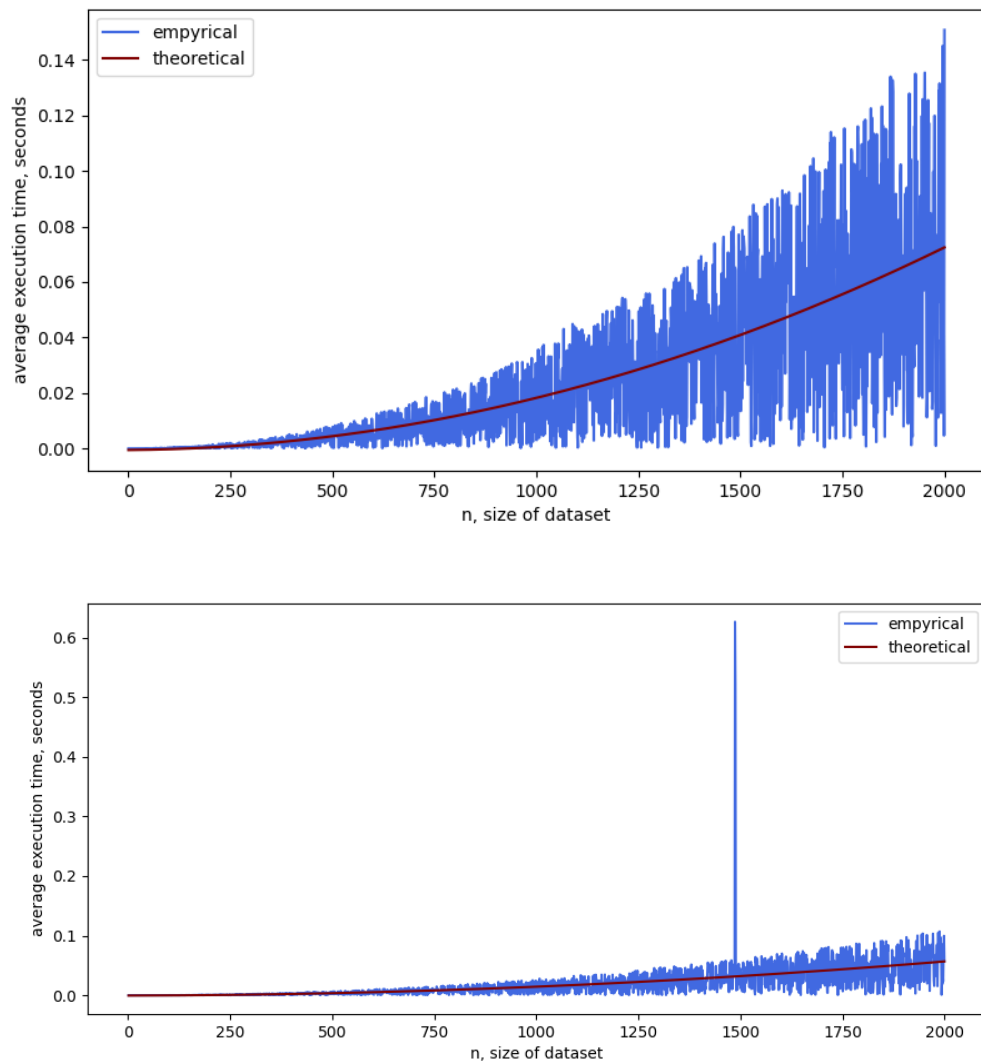 empyrical
theoretical
0.14
0.12
0.10
0.08
0.06
0.04
0.02
0.00
average execution time, seconds
0 250 500 750 1000 1250 1500 1750 2000
n, size of dataset
empyrical
theoretical
0.6
0.5
0.4
0.3
0.2
0.1
0.0
average execution time, seconds
0 250 500 750 1000 1250 1500 1750 2000
n, size of dataset